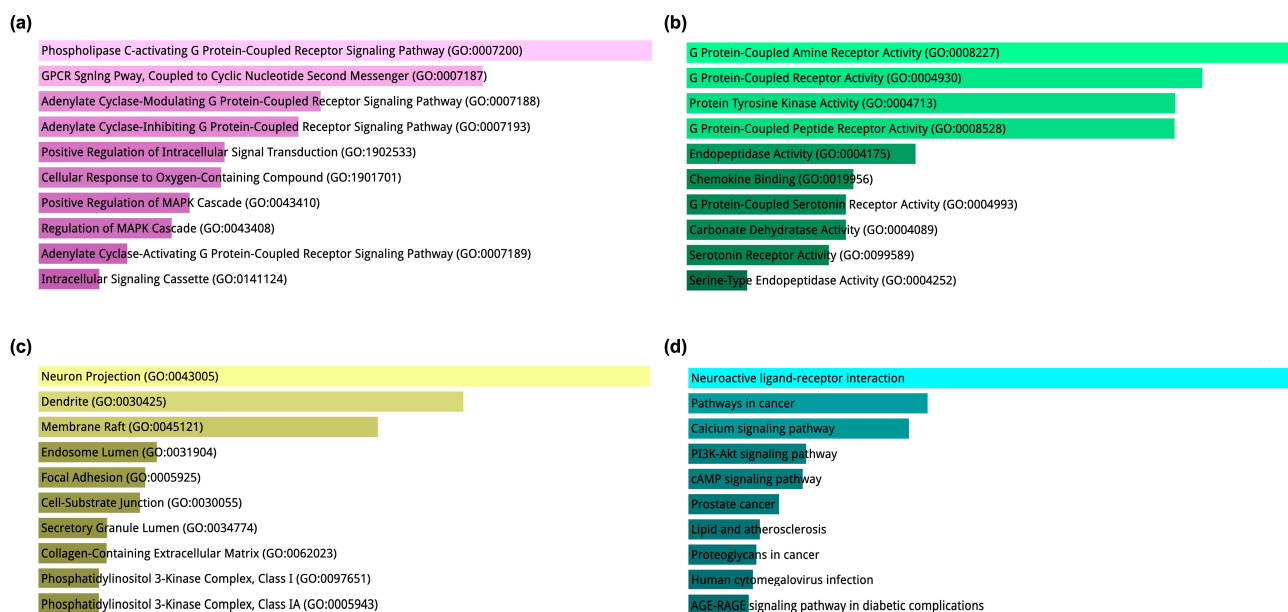 (a)
Phospholipase C-activating G Protein-Coupled Receptor Signaling Pathway (GO:0007200)
GPCR Sgnlng Pway, Coupled to Cyclic Nucleotide Second Messenger (GO:0007187)
Adenylate Cyclase-Modulating G Protein-Coupled Receptor Signaling Pathway (GO:0007188)
Adenylate Cyclase-Inhibiting G Protein-Coupled Receptor Signaling Pathway (GO:0007193)
Positive Regulation of Intracellular Signal Transduction (GO:1902533)
Cellular Response to Oxygen-Containing Compound (GO:1901701)
Positive Regulation of MAPK Cascade (GO:0043410)
Regulation of MAPK Cascade (GO:0043408)
Adenylate Cyclase-Activating G Protein-Coupled Receptor Signaling Pathway (GO:0007189)
Intracellular Signaling Cassette (GO:0141124)
(b)
G Protein-Coupled Amine Receptor Activity (GO:0008227)
G Protein-Coupled Receptor Activity (GO:0004930)
Protein Tyrosine Kinase Activity (GO:0004713)
G Protein-Coupled Peptide Receptor Activity (GO:0008528)
Endopeptidase Activity (GO:0004175)
Chemokine Binding (GO:0019956)
G Protein-Coupled Serotonin Receptor Activity (GO:0004993)
Carbonate Dehydratase Activity (GO:0004089)
Serotonin Receptor Activity (GO:0099589)
Serine-Type Endopeptidase Activity (GO:0004252)
(c)
Neuron Projection (GO:0043005)
Dendrite (GO:0030425)
Membrane Raft (GO:0045121)
Endosome Lumen (GO:0031904)
Focal Adhesion (GO:0005925)
Cell-Substrate Junction (GO:0030055)
Secretory Granule Lumen (GO:0034774)
Collagen-Containing Extracellular Matrix (GO:0062023)
Phosphatidylinositol 3-Kinase Complex, Class I (GO:0097651)
Phosphatidylinositol 3-Kinase Complex, Class IA (GO:0005943)
(d)
Neuroactive ligand-receptor interaction
Pathways in cancer
Calcium signaling pathway
PI3K-Akt signaling pathway
cAMP signaling pathway
Prostate cancer
Lipid and atherosclerosis
Proteoglycans in cancer
Human cytomegalovirus infection
AGE-RAGE signaling pathway in diabetic complications